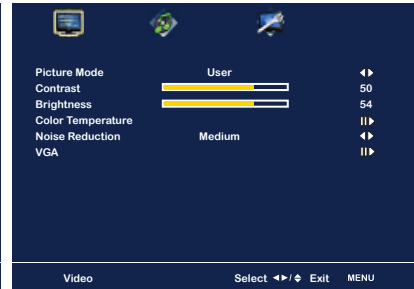 Picture Mode User
Contrast 50
Brightness 54
Color Temperature
Noise Reduction Medium
VGA
Video Select ◄►/♦ Exit MENU